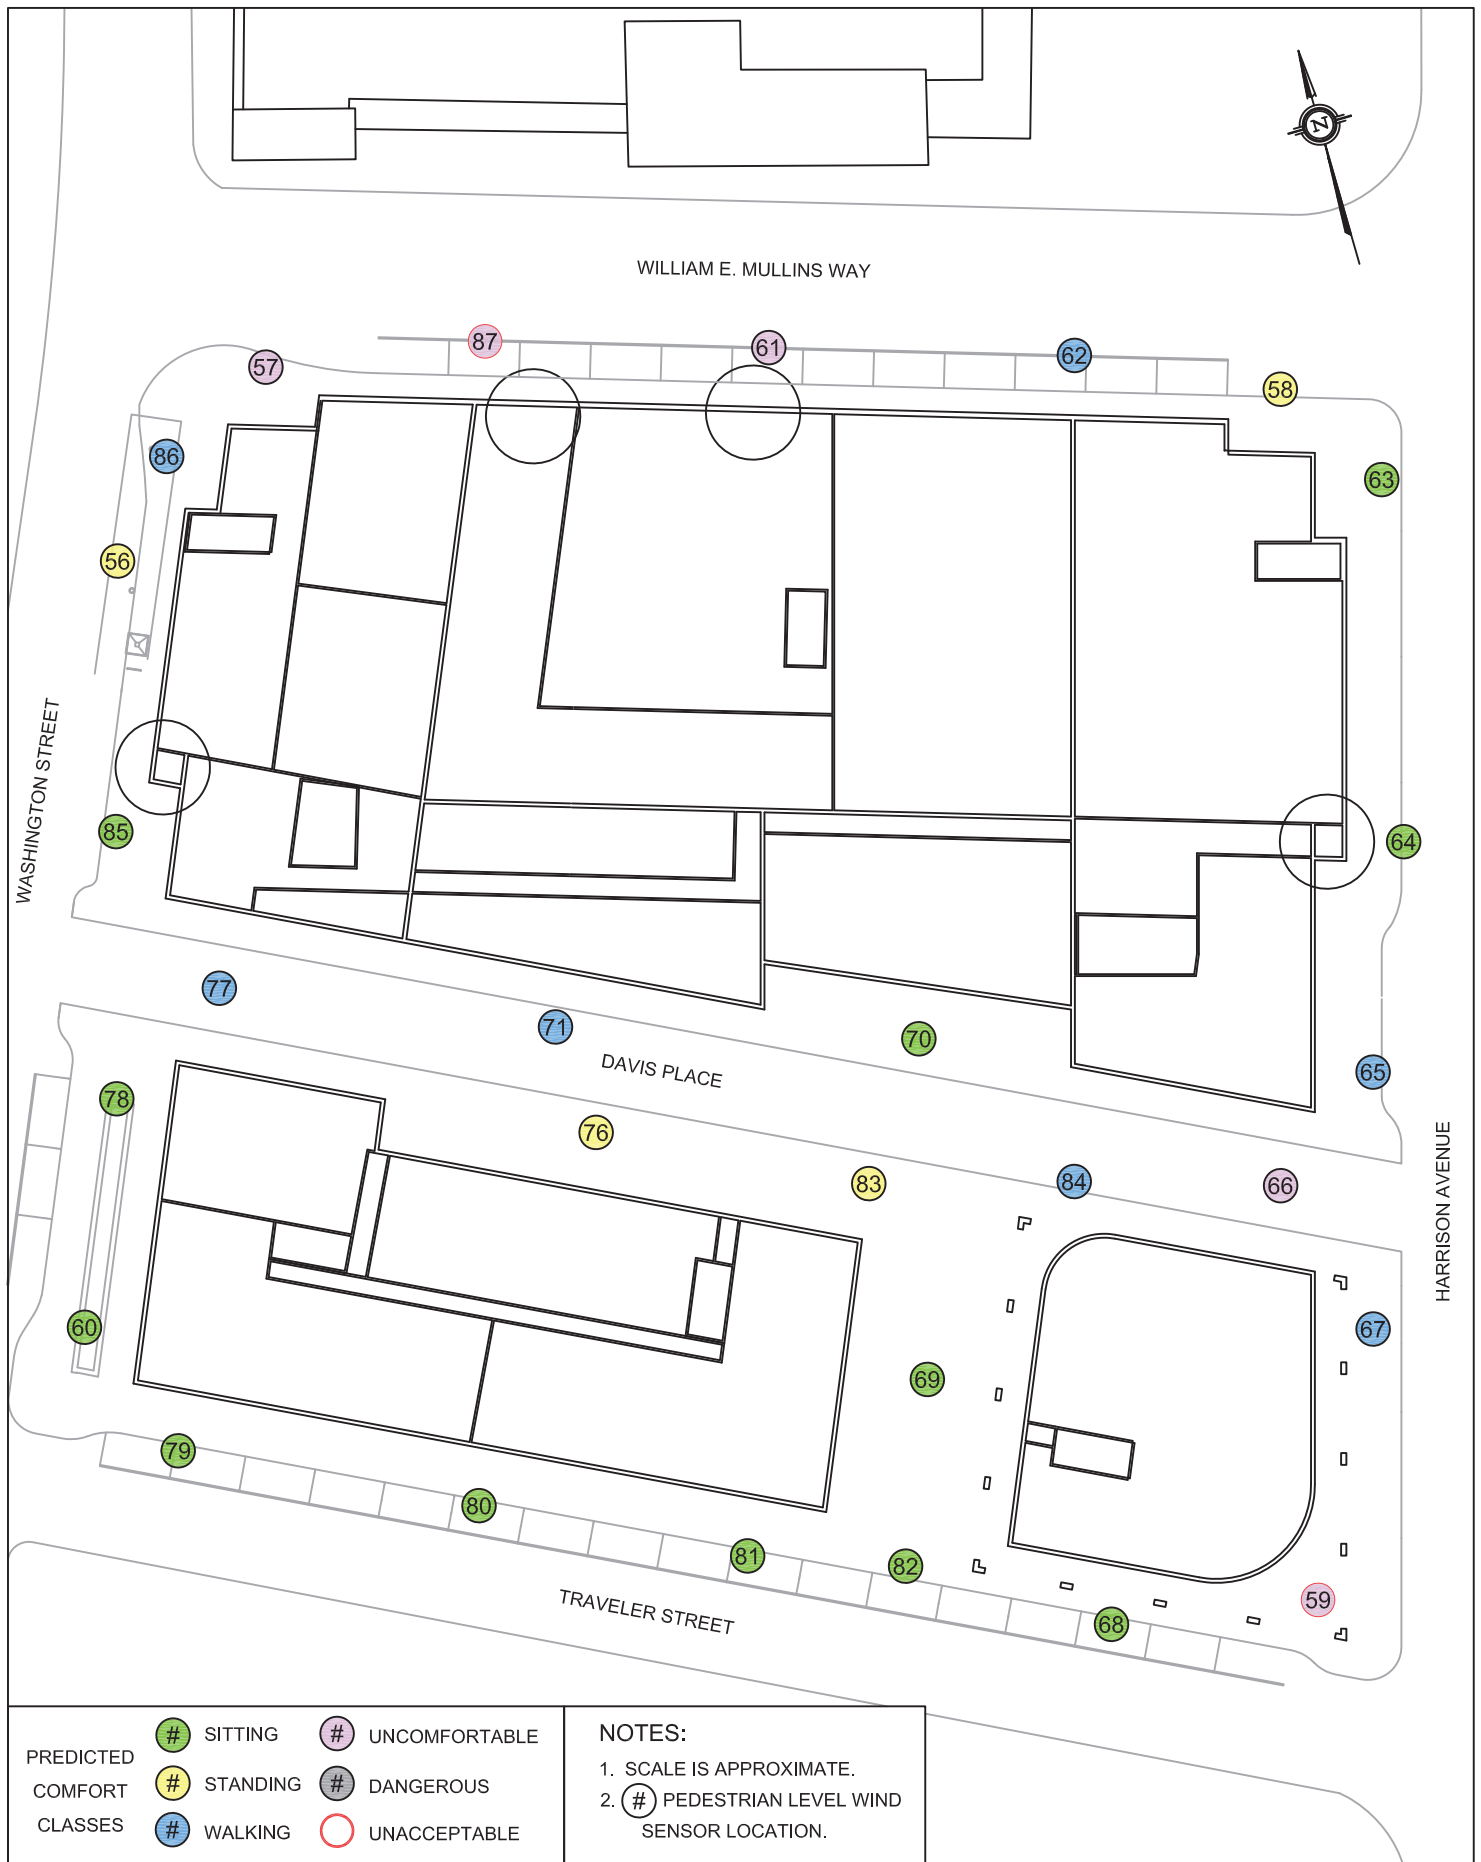 N
WILLIAM E. MULLINS WAY
87
61
62
57
58
86
63
56
WASHINGTON STREET
85
64
77
71
70
DAVIS PLACE
65
78
76
83
84
66
HARRISON AVENUE
60
67
69
79
80
81
82
59
68
TRAVELER STREET
PREDICTED
COMFORT
CLASSES
# SITTING
# STANDING
# WALKING
# UNCOMFORTABLE
# DANGEROUS
UNACCEPTABLE
NOTES:
1. SCALE IS APPROXIMATE.
2. # PEDESTRIAN LEVEL WIND
SENSOR LOCATION.